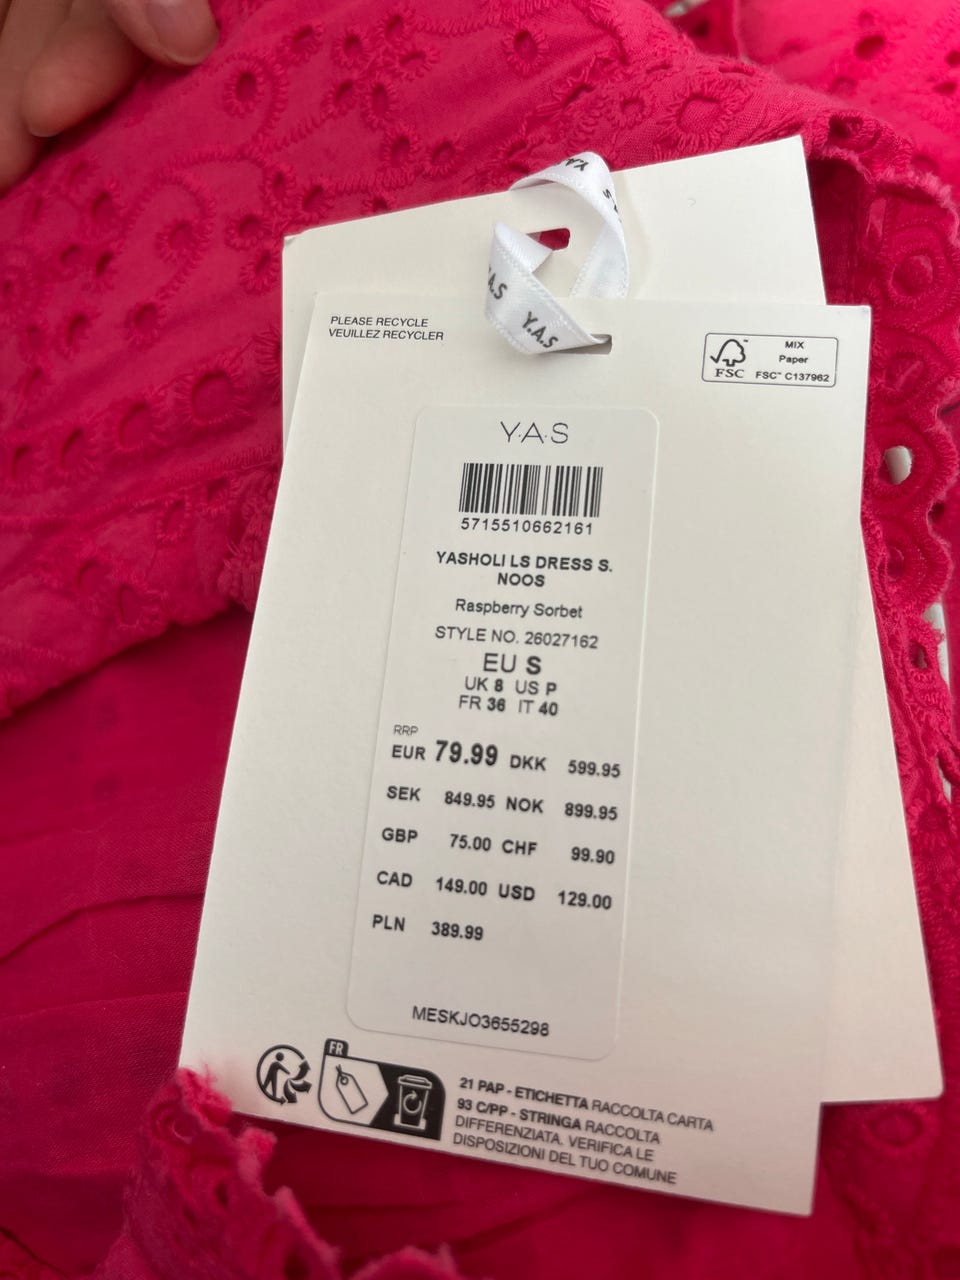 Y.A.S
Y.A.S
PLEASE RECYCLE
VEUILLEZ RECYCLER
FSC™
MIX
Paper
FSC™ C137962
Y.A.S
5715510662161
YASHOLI LS DRESS S.
NOOS
Raspberry Sorbet
STYLE NO. 26027162
EU S
UK 8 US P
FR 36 IT 40
RRP
EUR 79.99 DKK 599.95
SEK 849.95 NOK 899.95
GBP 75.00 CHF 99.90
CAD 149.00 USD 129.00
PLN 389.99
MESKJO3655298
FR
21 PAP - ETICHETTA RACCOLTA CARTA
93 C/PP - STRINGA RACCOLTA
DIFFERENZIATA. VERIFICA LE
DISPOSIZIONI DEL TUO COMUNE